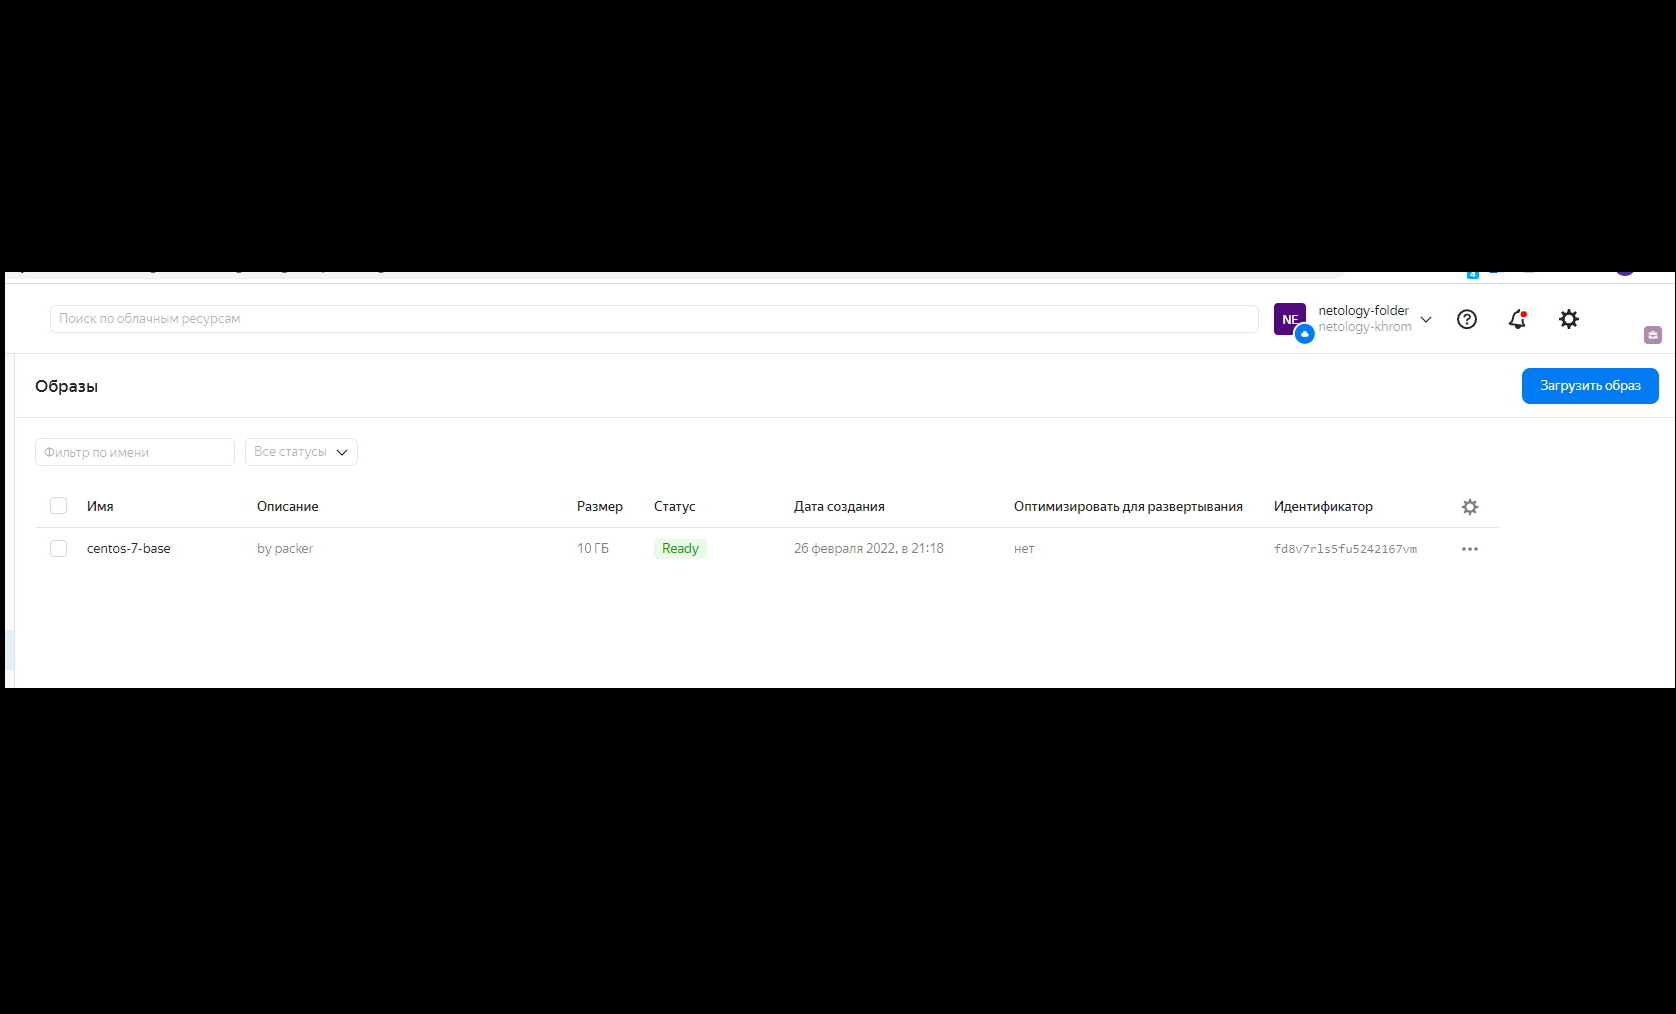 4
Поиск по облачным ресурсам
NE
netology-folder
netology-khrom
Образы
Загрузить образ
Фильтр по имени
Все статусы
Имя Описание Размер Статус Дата создания Оптимизировать для развертывания Идентификатор
centos-7-base by packer 10 ГБ Ready 26 февраля 2022, в 21:18 нет fd8v7rls5fu5242167vm